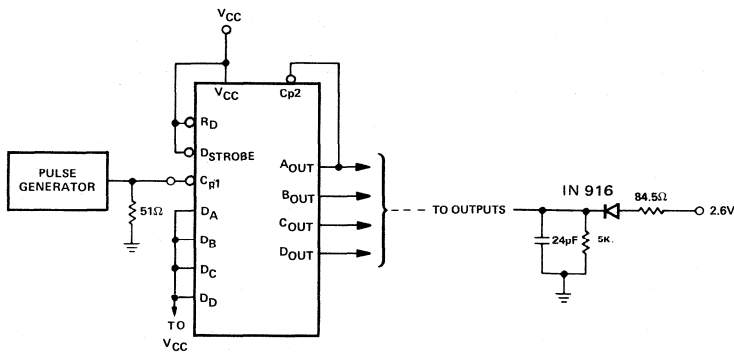 VCC
VCC
Cp2
RD
DSTROBE
PULSE GENERATOR
CP1
51Ω
DA
DB
DC
DD
TO
VCC
AOUT
BOUT
COUT
DOUT
TO OUTPUTS
24pF
5K.
IN 916
84.5Ω
2.6V